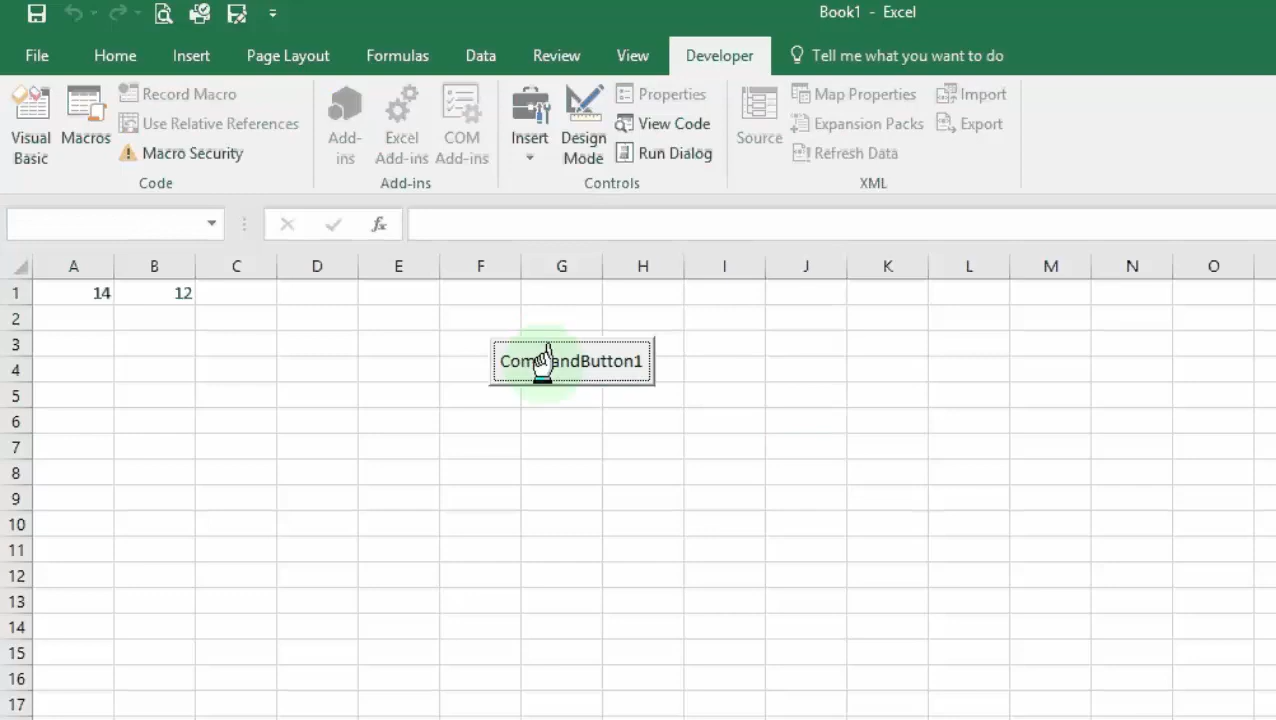 Book1 - Excel
File Home Insert Page Layout Formulas Data Review View Developer Tell me what you want to do
Visual Basic
Macros
Record Macro
Use Relative References
Macro Security
Code
Add-ins
Excel Add-ins
COM Add-ins
Add-ins
Insert
Design Mode
Properties
View Code
Run Dialog
Controls
Source
Map Properties
Expansion Packs
Refresh Data
Import
Export
XML
fx
A B C D E F G H I J K L M N O
1 14 12
2
3
CommandButton1
4
5
6
7
8
9
10
11
12
13
14
15
16
17